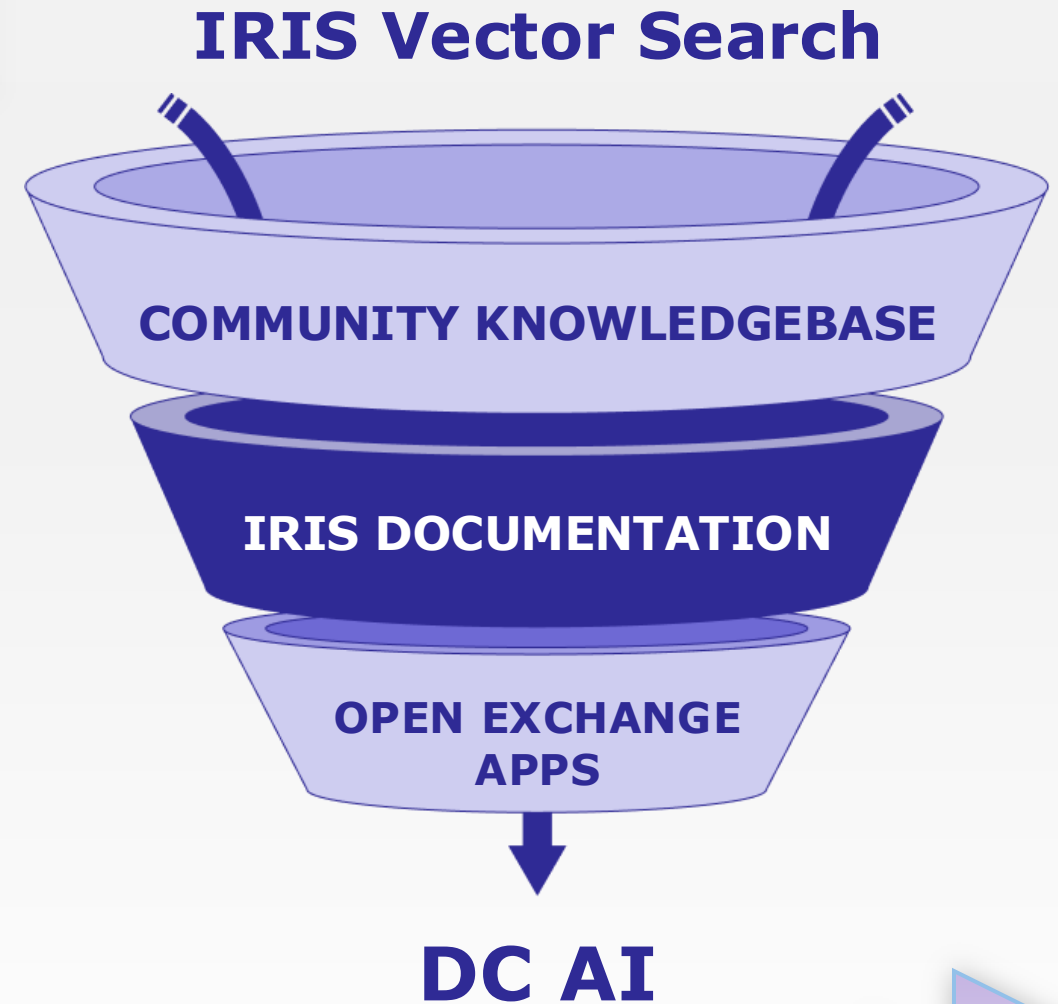 IRIS Vector Search
COMMUNITY KNOWLEDGEBASE
IRIS DOCUMENTATION
OPEN EXCHANGE
APPS
DC AI